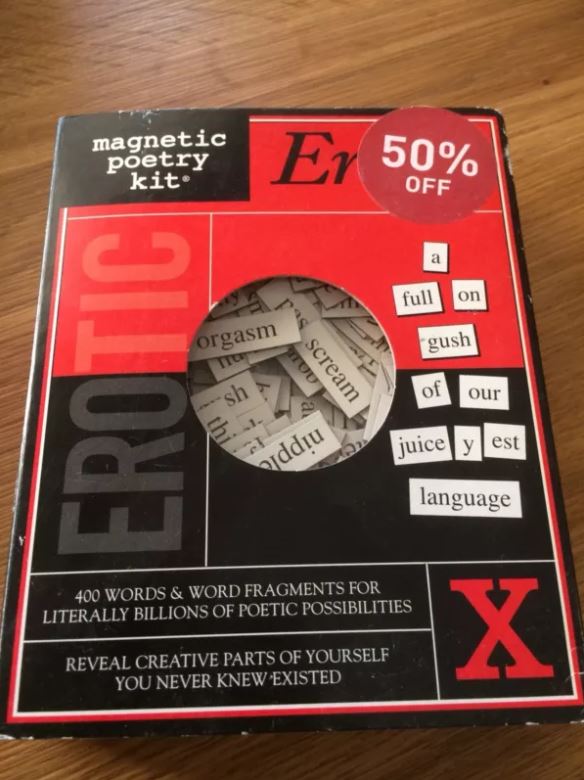 magnetic
poetry
kit®
Er
50%
OFF
EROTIC
a
full on
gush
of our
juice y est
language
orgasm
scream
sh
nipple
400 WORDS & WORD FRAGMENTS FOR
LITERALLY BILLIONS OF POETIC POSSIBILITIES
REVEAL CREATIVE PARTS OF YOURSELF
YOU NEVER KNEW EXISTED
X